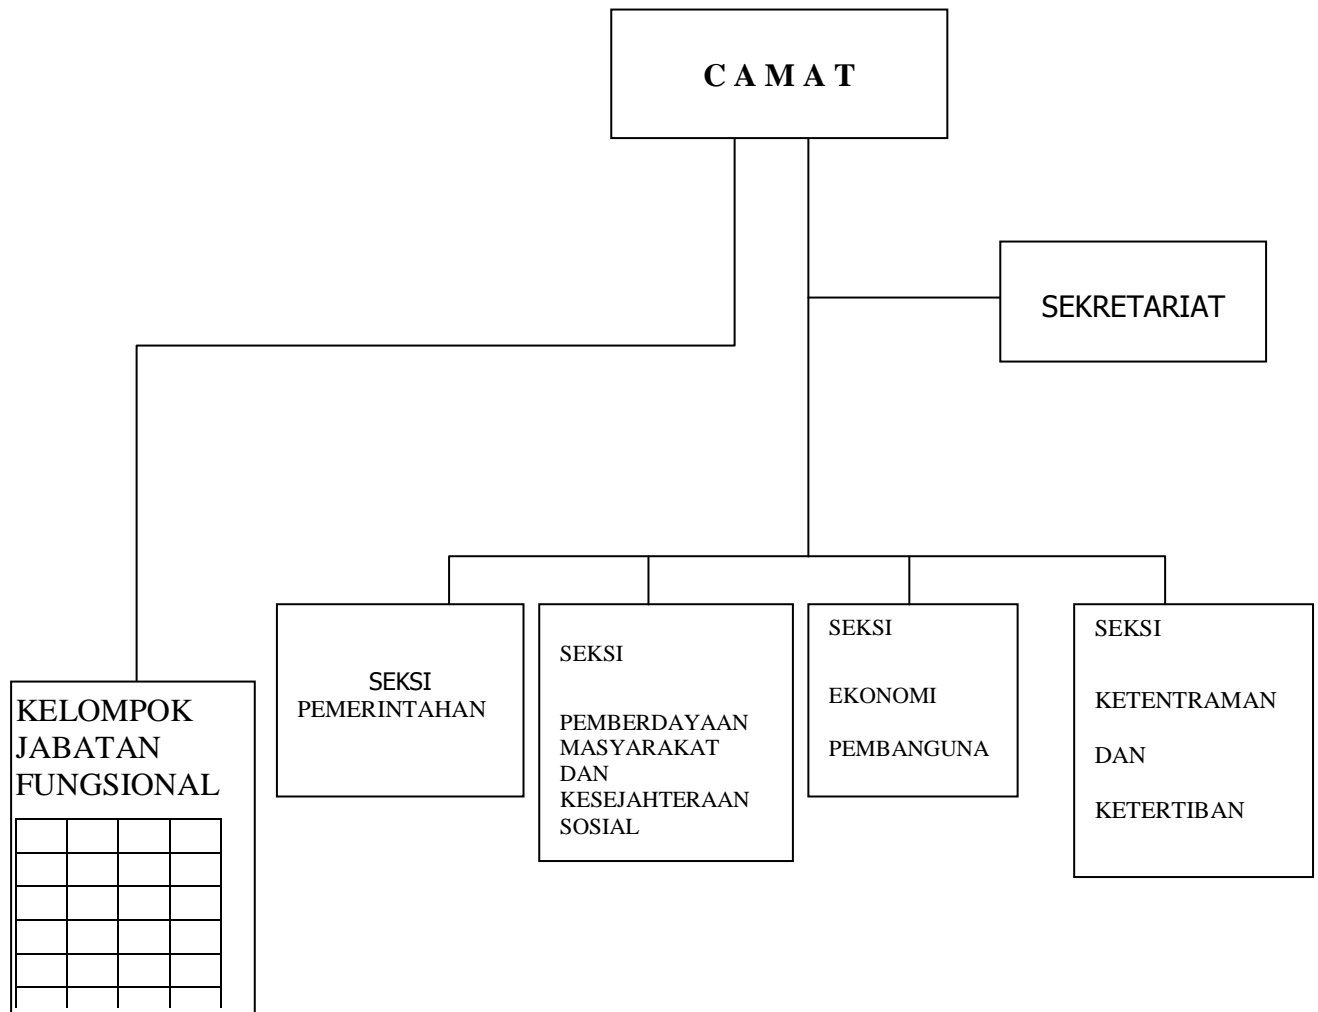 C A M A T
SEKRETARIAT
SEKSI
PEMERINTAHAN
SEKSI
PEMBERDAYAAN
MASYARAKAT
DAN
KESEJAHTERAAN
SOSIAL
SEKSI
EKONOMI
PEMBANGUNA
SEKSI
KETENTRAMAN
DAN
KETERTIBAN
KELOMPOK
JABATAN
FUNGSIONAL